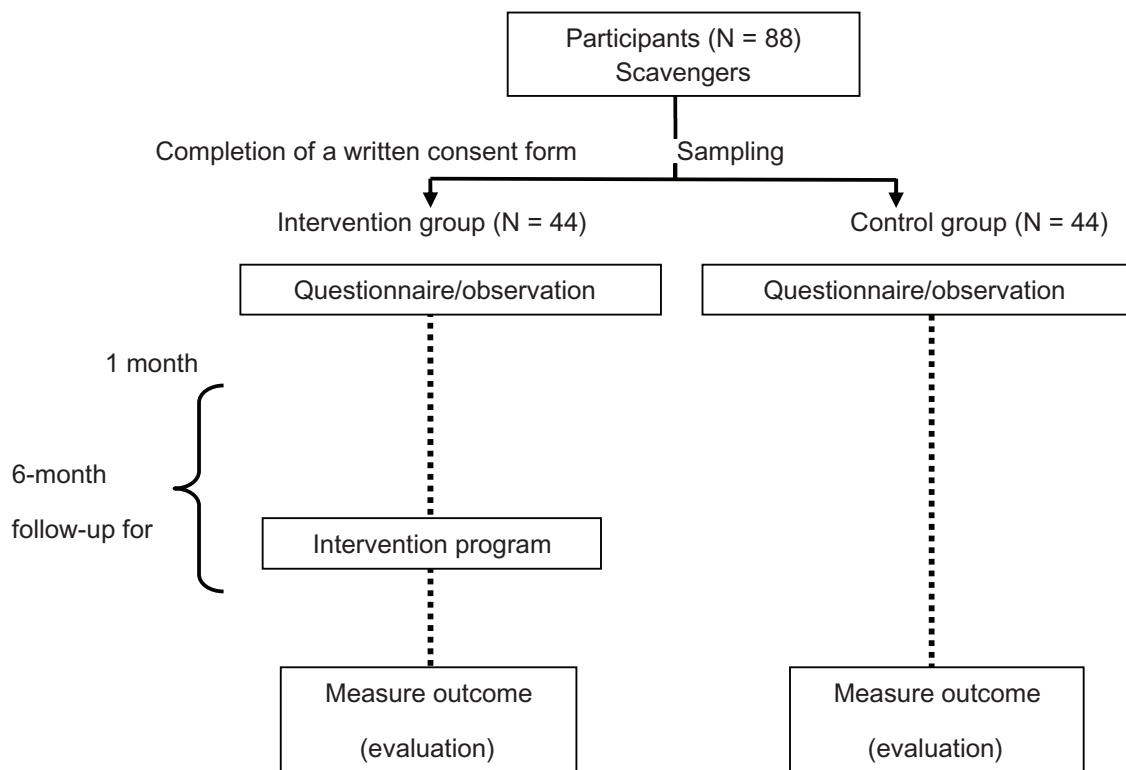 Participants (N = 88)
Scavengers
Completion of a written consent form
Sampling
Intervention group (N = 44)
Control group (N = 44)
Questionnaire/observation
Questionnaire/observation
1 month
6-month
follow-up for
Intervention program
Measure outcome
(evaluation)
Measure outcome
(evaluation)